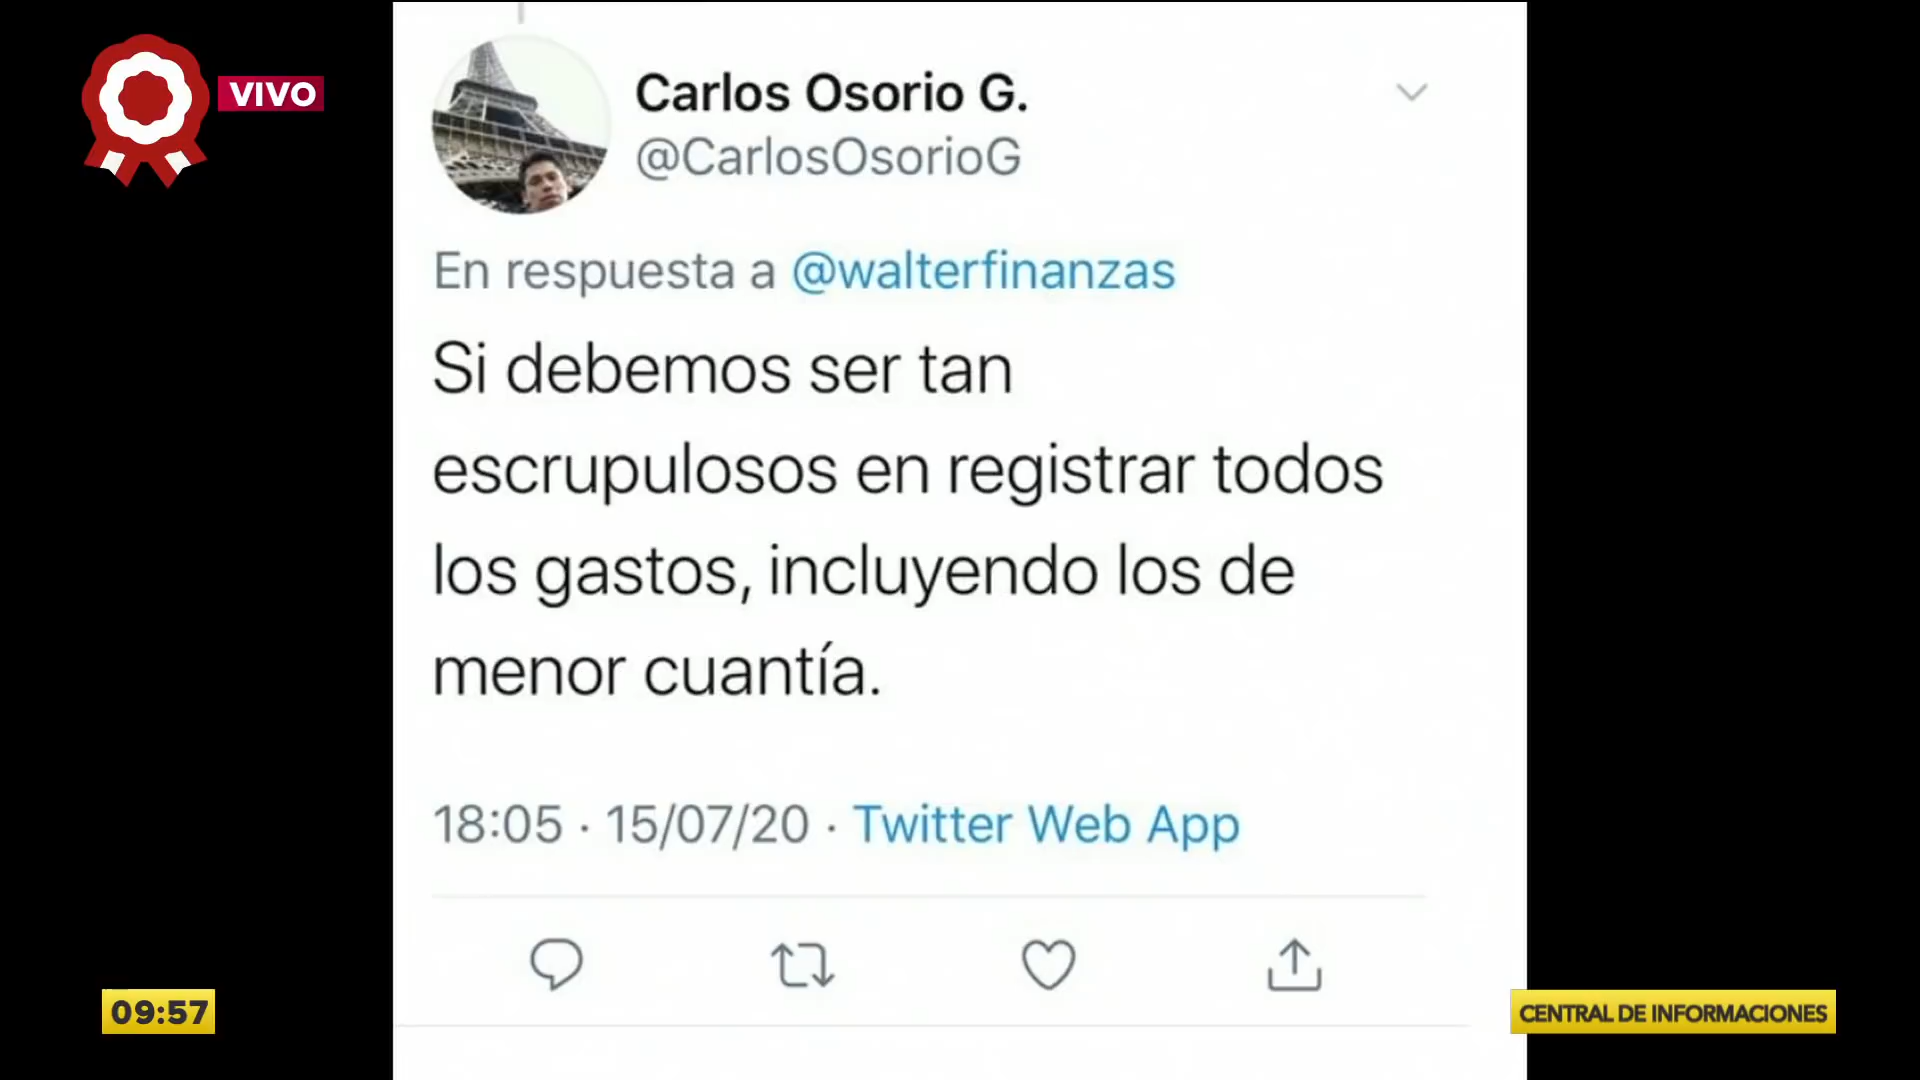 VIVO
Carlos Osorio G.
@CarlosOsorioG
En respuesta a @walterfinanzas
Si debemos ser tan
escrupulosos en registrar todos
los gastos, incluyendo los de
menor cuantía.
18:05 · 15/07/20 · Twitter Web App
09:57
CENTRAL DE INFORMACIONES